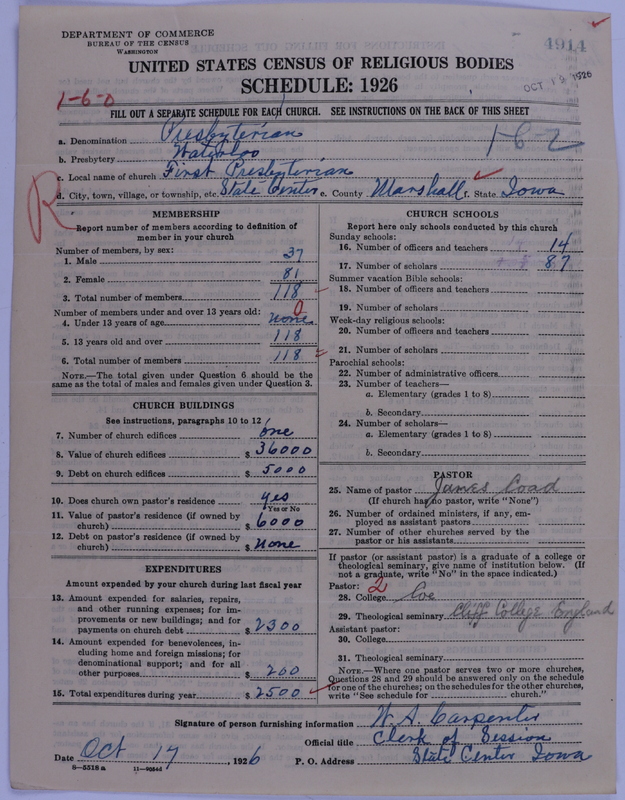 DEPARTMENT OF COMMERCE
BUREAU OF THE CENSUS
WASHINGTON
4914
UNITED STATES CENSUS OF RELIGIOUS BODIES
SCHEDULE: 1926
OCT 19 1926
1-6-0
FILL OUT A SEPARATE SCHEDULE FOR EACH CHURCH. SEE INSTRUCTIONS ON THE BACK OF THIS SHEET
a. Denomination Presbyterian
1-6-2
b. Presbytery Waterloo
c. Local name of church First Presbyterian
d. City, town, village, or township, etc. State Center e. County Marshall f. State Iowa
R
MEMBERSHIP
Report number of members according to definition of
member in your church
Number of members, by sex:
1. Male 37
2. Female 81
3. Total number of members 118
Number of members under and over 13 years old:
4. Under 13 years of age none 0
5. 13 years old and over 118
6. Total number of members 118
NOTE.—The total given under Question 6 should be the
same as the total of males and females given under Question 3.
CHURCH BUILDINGS
See instructions, paragraphs 10 to 12
7. Number of church edifices one
8. Value of church edifices $ 36000
9. Debt on church edifices $ 5000
10. Does church own pastor's residence yes
Yes or No
11. Value of pastor's residence (if owned by
church) $ 6000
12. Debt on pastor's residence (if owned by
church) $ None
EXPENDITURES
Amount expended by your church during last fiscal year
13. Amount expended for salaries, repairs,
and other running expenses; for im-
provements or new buildings; and for
payments on church debt $ 2300
14. Amount expended for benevolences, in-
cluding home and foreign missions; for
denominational support; and for all
other purposes $ 200
15. Total expenditures during year $ 2500
CHURCH SCHOOLS
Report here only schools conducted by this church
Sunday schools:
16. Number of officers and teachers 14
17. Number of scholars 87
Summer vacation Bible schools:
18. Number of officers and teachers
19. Number of scholars
Week-day religious schools:
20. Number of officers and teachers
21. Number of scholars
Parochial schools:
22. Number of administrative officers
23. Number of teachers—
a. Elementary (grades 1 to 8)
b. Secondary
24. Number of scholars—
a. Elementary (grades 1 to 8)
b. Secondary
PASTOR
25. Name of pastor James Coad
(If church has no pastor, write "None")
26. Number of ordained ministers, if any, em-
ployed as assistant pastors
27. Number of other churches served by the
pastor or his assistants
If pastor (or assistant pastor) is a graduate of a college or
theological seminary, give name of institution below. (If
not a graduate, write "No" in the space indicated.)
Pastor: 2
28. College Coe
29. Theological seminary Cliff College England
Assistant pastor:
30. College
31. Theological seminary
NOTE.—Where one pastor serves two or more churches,
Questions 28 and 29 should be answered only on the schedule
for one of the churches; on the schedules for the other churches,
write "See schedule for church."
Signature of person furnishing information W. A. Carpenter
Official title Clerk of Session
Date Oct 17, 1926 P. O. Address State Center Iowa
8—5518 a 11—9054d